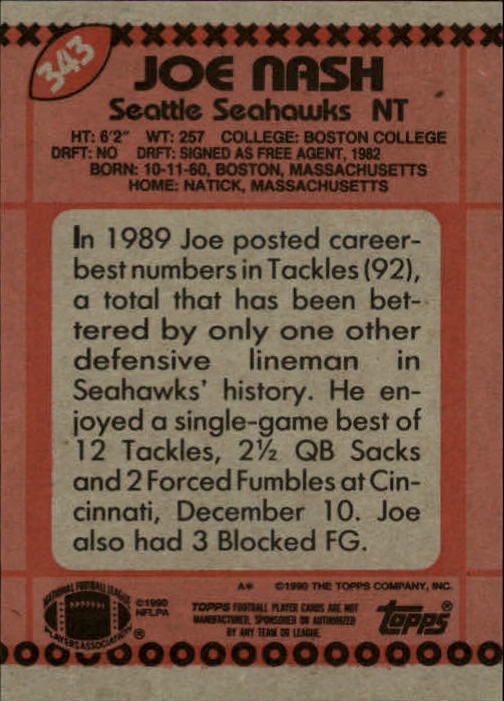 343
JOE NASH
Seattle Seahawks NT
HT: 6'2" WT: 257 COLLEGE: BOSTON COLLEGE
DRFT: NO DRFT: SIGNED AS FREE AGENT, 1982
BORN: 10-11-60, BOSTON, MASSACHUSETTS
HOME: NATICK, MASSACHUSETTS
In 1989 Joe posted career-
best numbers in Tackles (92),
a total that has been bet-
tered by only one other
defensive lineman in
Seahawks' history. He en-
joyed a single-game best of
12 Tackles, 2½ QB Sacks
and 2 Forced Fumbles at Cin-
cinnati, December 10. Joe
also had 3 Blocked FG.
A* ©1990 THE TOPPS COMPANY, INC.
NATIONAL FOOTBALL LEAGUE
PLAYERS ASSOCIATION ®
©1990
NFLPA
TOPPS FOOTBALL PLAYER CARDS ARE NOT
MANUFACTURED, SPONSORED OR AUTHORIZED
BY ANY TEAM OR LEAGUE.
topps®